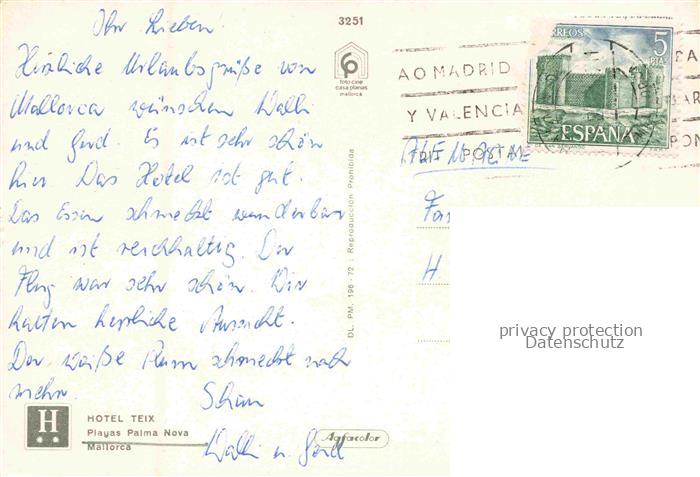 3251
Ihr Lieben!
Herzliche Urlaubsgrüße von
Mallorca wünschen Walli
und Gerd. Es ist sehr schön
hier. Das Hotel ist gut.
Das Essen schmeckt wunderbar
und ist reichhaltig. Der
Flug war sehr schön. Wir
hatten herrliche Aussicht.
Der weiße Rum schmeckt nach
mehr.
Walli u. Gerd
H
HOTEL TEIX
Playas Palma Nova
Mallorca
Agfacolor
foto-cine
casa planas
mallorca
DL. PM. 196 - 72 : Reproducción Prohibida
AO MADRID
Y VALENCIA
POSTAL
CORREOS
5
PTA
ESPAÑA
H.
privacy protection
Datenschutz